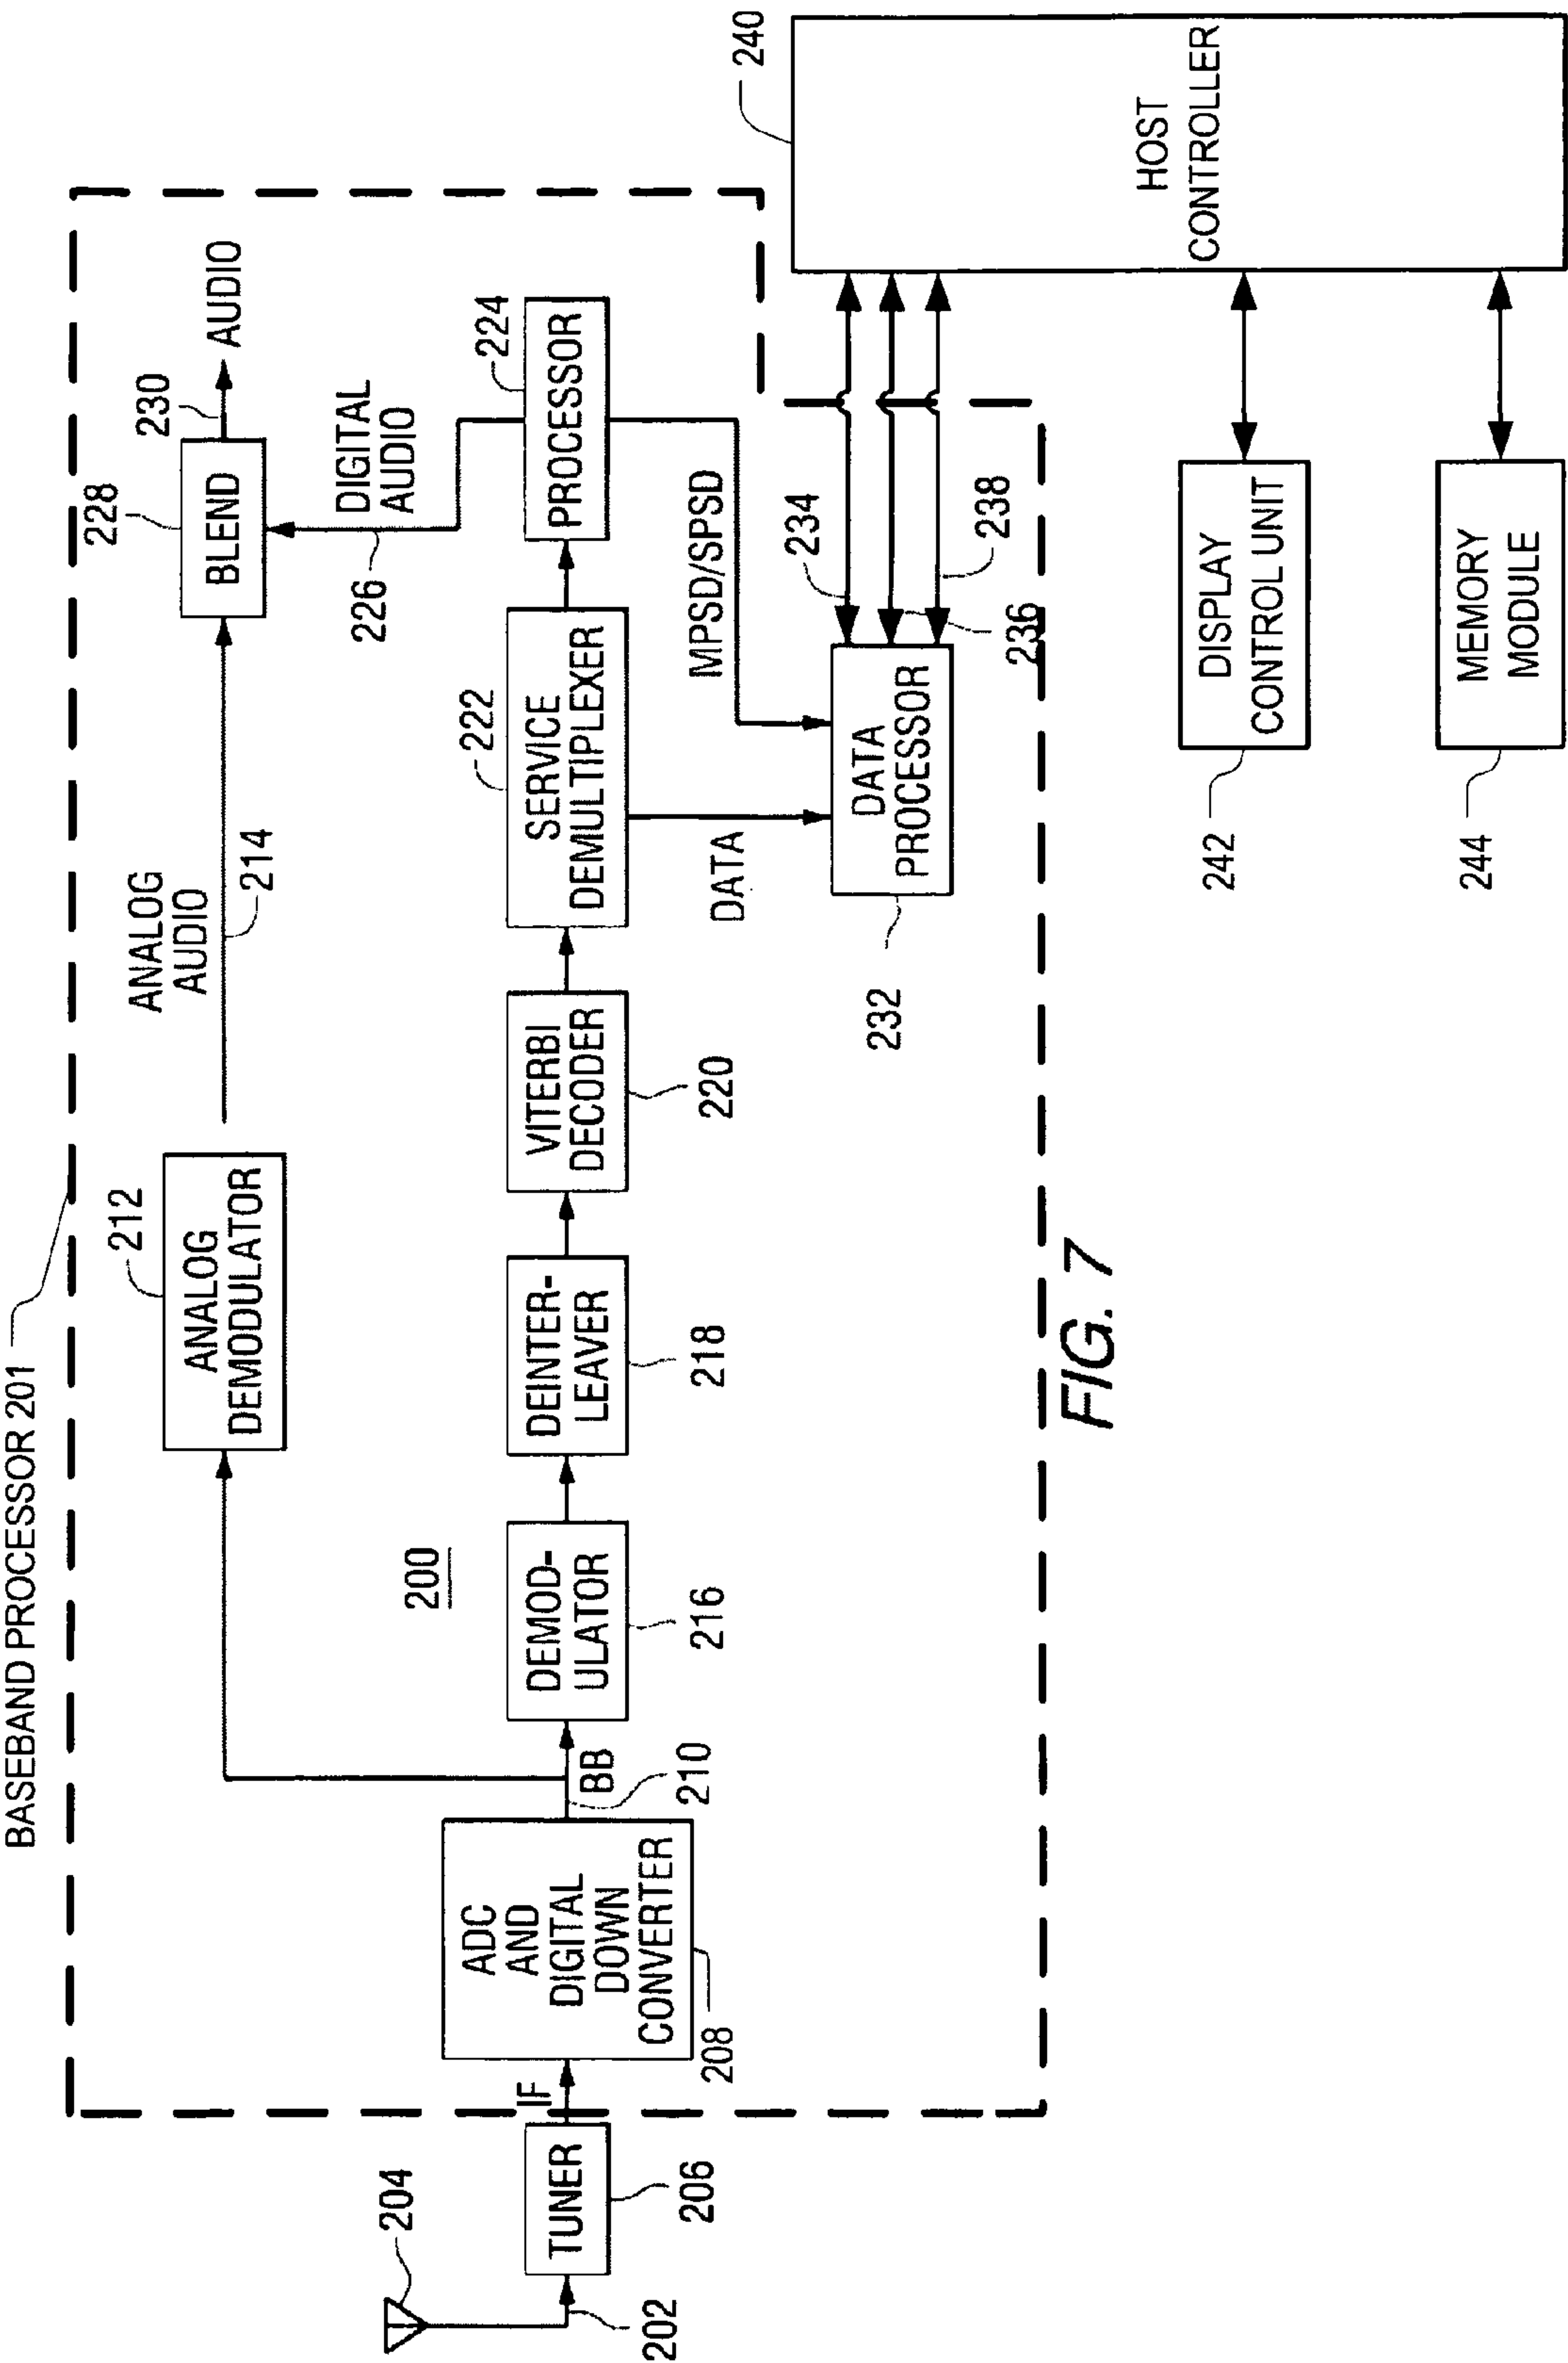 BASEBAND PROCESSOR 201
204
202
TUNER
206
IF
ADC
AND
DIGITAL
DOWN
CONVERTER
208
BB
210
200
ANALOG
DEMODULATOR
212
ANALOG
AUDIO
214
DEMOD-
ULATOR
216
DEINTER-
LEAVER
218
VITERBI
DECODER
220
SERVICE
DEMULTIPLEXER
222
PROCESSOR
224
DIGITAL
AUDIO
226
BLEND
228
230
AUDIO
DATA
MPSD/SPSD
DATA
PROCESSOR
232
234
236
238
HOST
CONTROLLER
240
DISPLAY
CONTROL UNIT
242
MEMORY
MODULE
244
FIG. 7